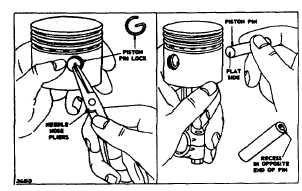 PISTON
PIN LOCK
NEEDLE
NOSE
PLIERS
PISTON PIN
FLAT
SIDE
RECESS
IN OPPOSITE
END OF PIN